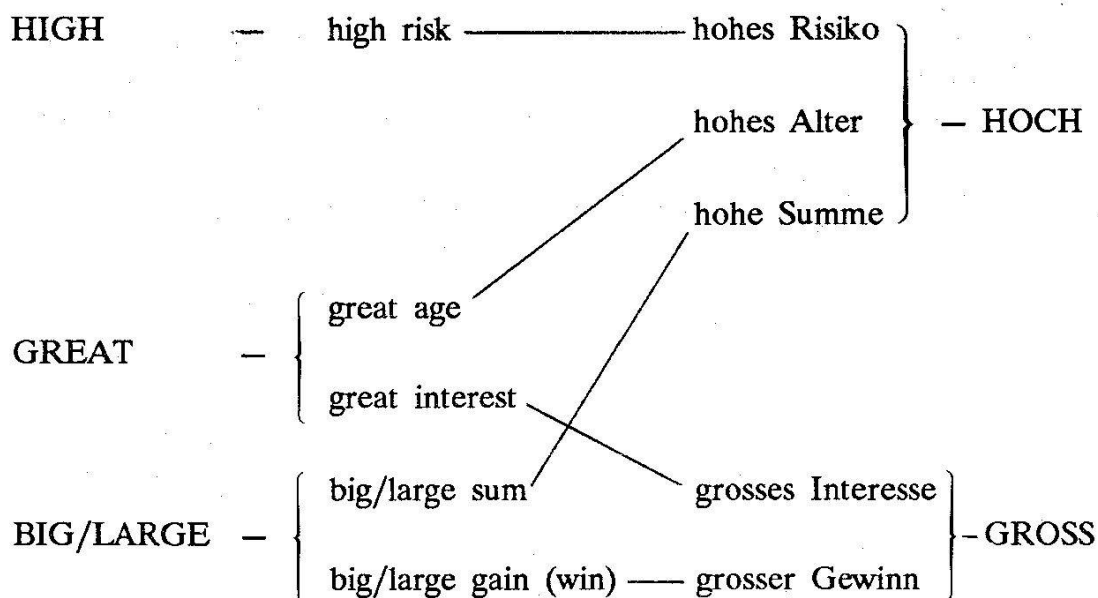 HIGH – high risk hohes Risiko
hohes Alter – HOCH
hohe Summe
great age
GREAT –
great interest
big/large sum grosses Interesse
BIG/LARGE – – GROSS
big/large gain (win) grosser Gewinn